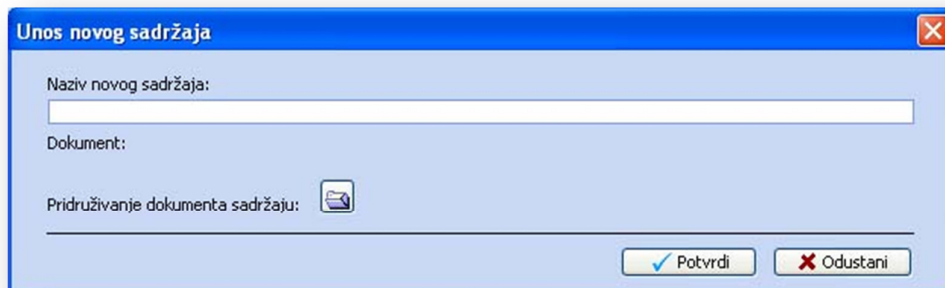 Unos novog sadržaja
Naziv novog sadržaja:
Dokument:
Pridruživanje dokumenta sadržaju:
Potvrdi Odustani